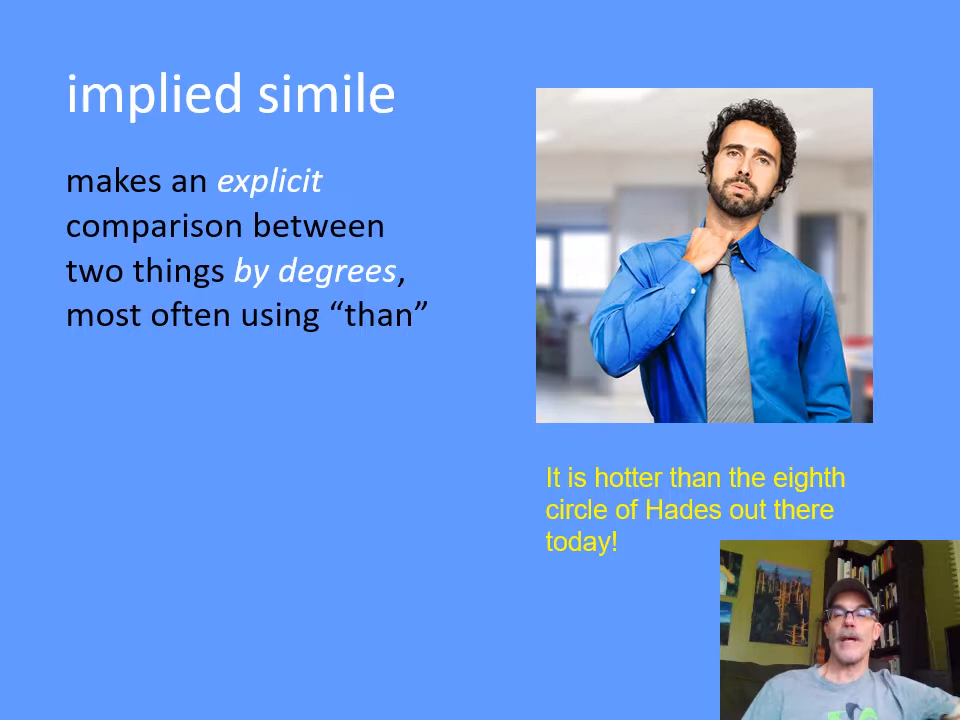 implied simile
makes an explicit
comparison between
two things by degrees,
most often using “than”
It is hotter than the eighth
circle of Hades out there
today!